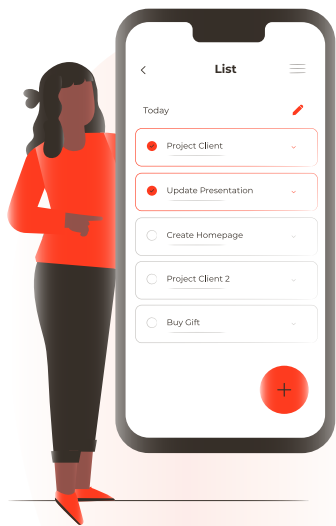 List
Today
Project Client
Update Presentation
Create Homepage
Project Client 2
Buy Gift